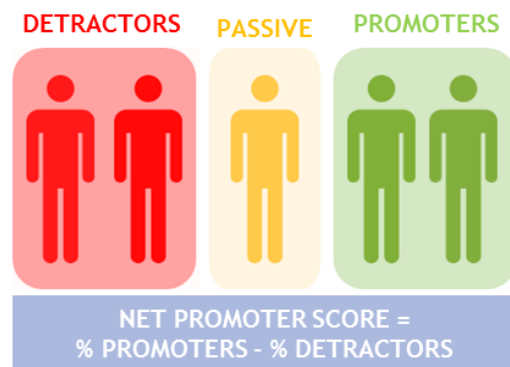 DETRACTORS PASSIVE PROMOTERS
NET PROMOTER SCORE =
% PROMOTERS - % DETRACTORS